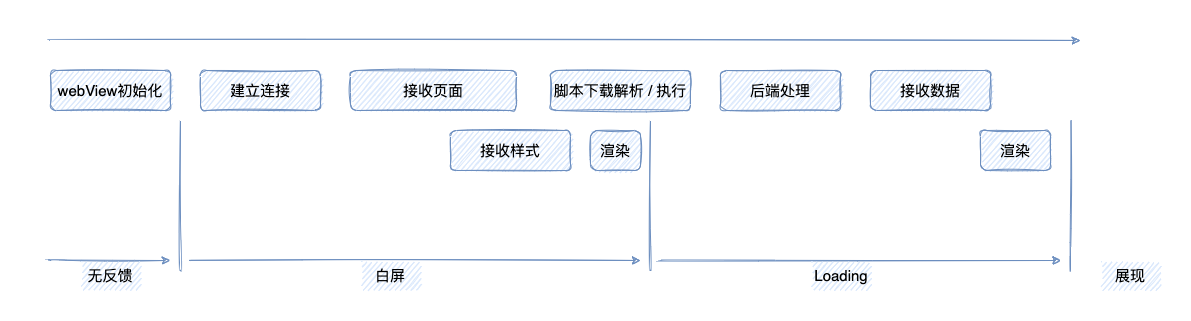 webView初始化
建立连接
接收页面
脚本下载解析 / 执行
后端处理
接收数据
接收样式
渲染
渲染
无反馈
白屏
Loading
展现